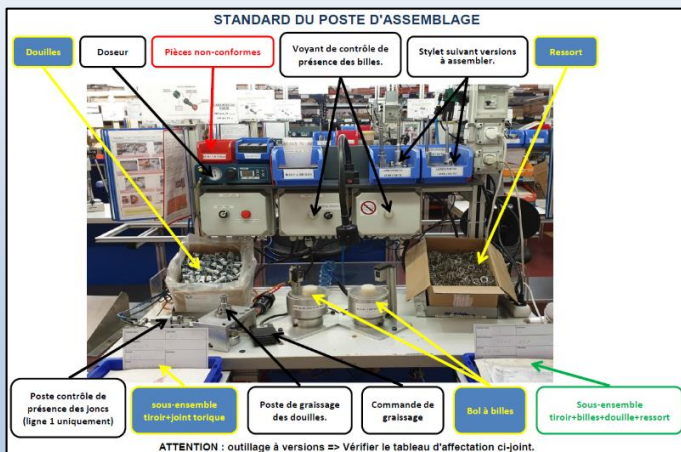 STANDARD DU POSTE D'ASSEMBLAGE
Douilles
Doseur
Pièces non-conformes
Voyant de contrôle de
présence des billes.
Stylet suivant versions
à assembler.
Ressort
Poste contrôle de
présence des joncs
(ligne 1 uniquement)
sous-ensemble
tiroir+joint torique
Poste de graissage
des douilles.
Commande de
graissage
Bol à billes
Sous-ensemble
tiroir+billes+douille+ressort
ATTENTION : outillage à versions => Vérifier le tableau d'affectation ci-joint.